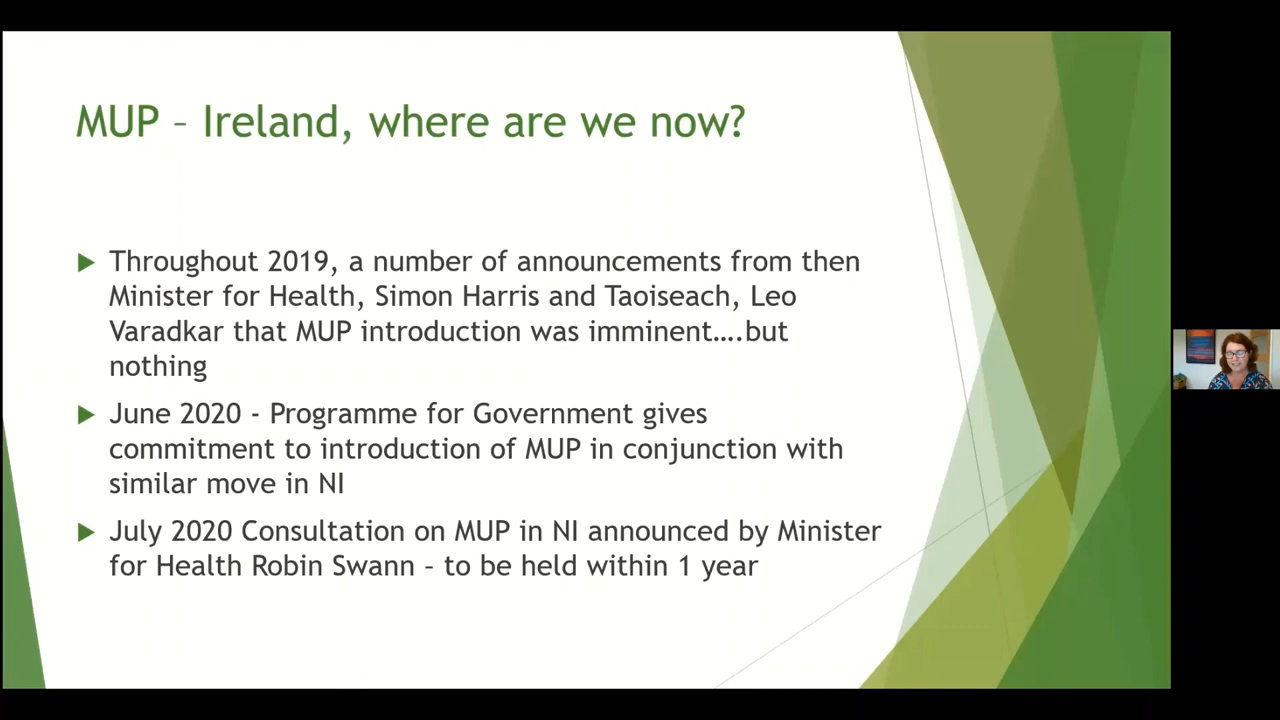 MUP – Ireland, where are we now?
Throughout 2019, a number of announcements from then
Minister for Health, Simon Harris and Taoiseach, Leo
Varadkar that MUP introduction was imminent….but
nothing
June 2020 - Programme for Government gives
commitment to introduction of MUP in conjunction with
similar move in NI
July 2020 Consultation on MUP in NI announced by Minister
for Health Robin Swann – to be held within 1 year